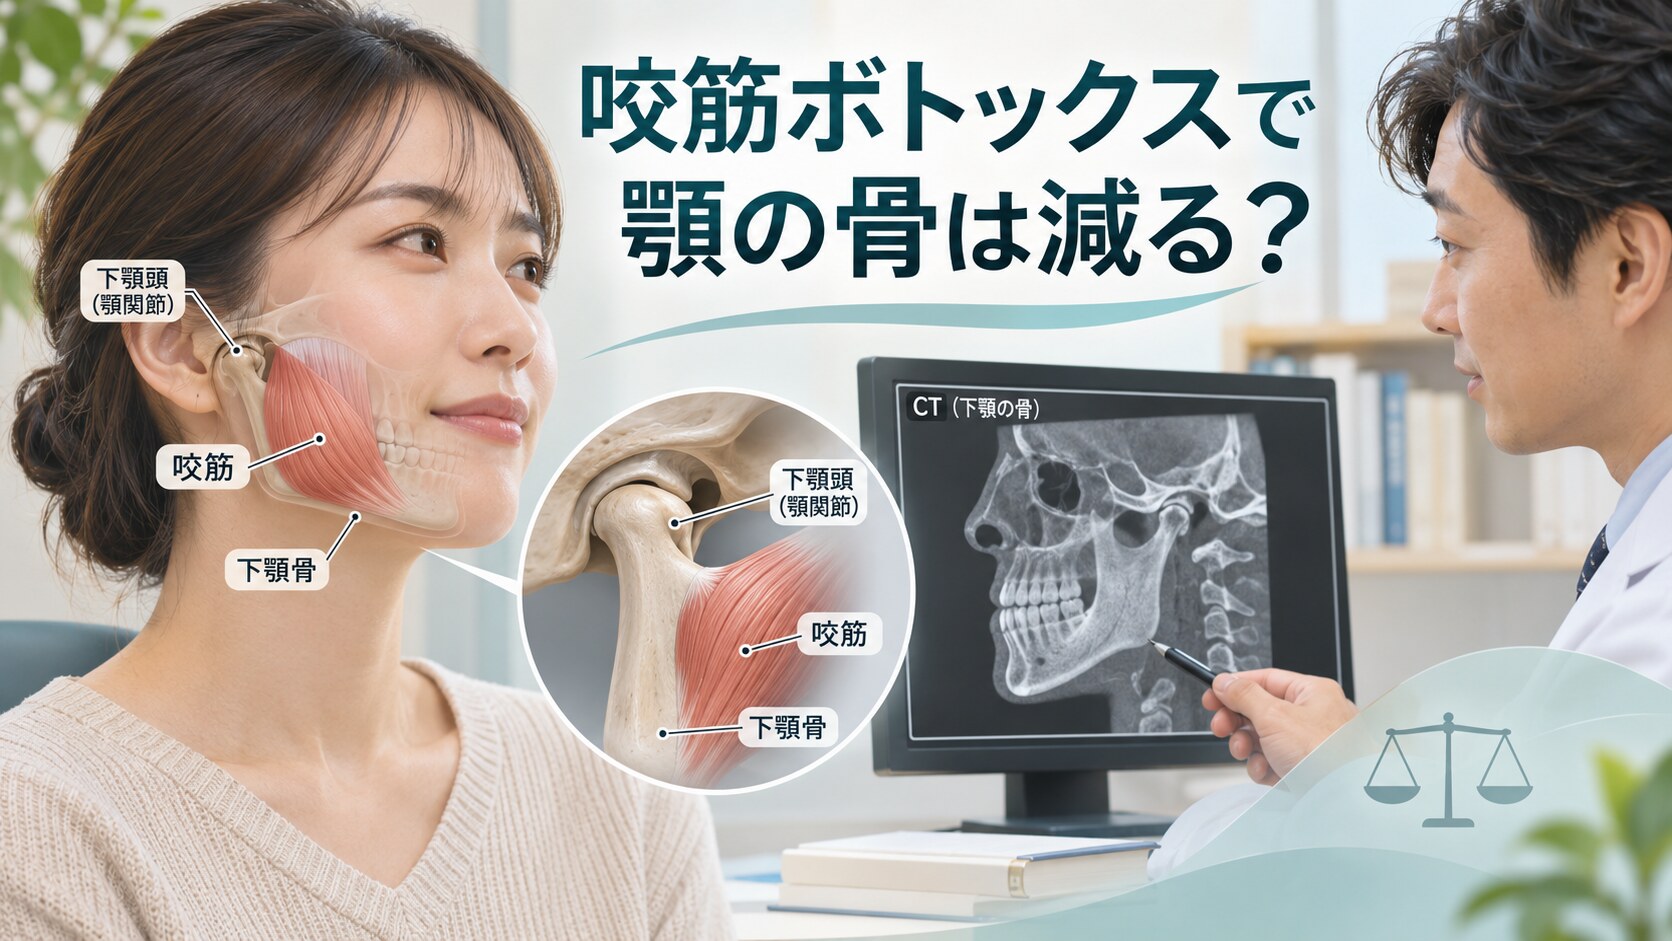 咬筋ボトックスで
顎の骨は減る?
下顎頭
(顎関節)
咬筋
下顎骨
下顎頭
(顎関節)
咬筋
下顎骨
CT (下顎の骨)